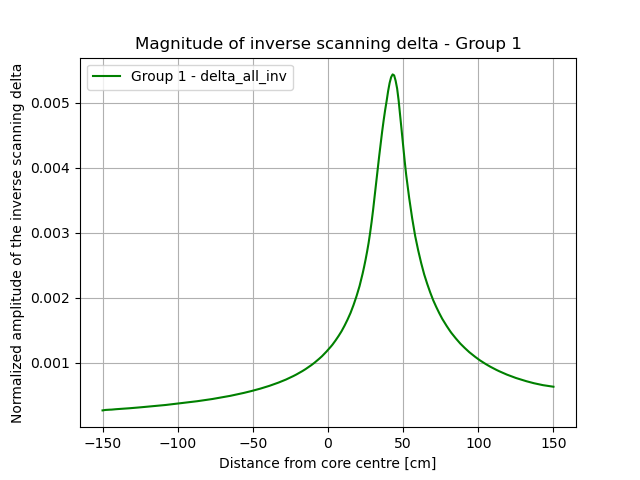 Magnitude of inverse scanning delta - Group 1
Group 1 - delta_all_inv
Normalized amplitude of the inverse scanning delta
0.005
0.004
0.003
0.002
0.001
−150 −100 −50 0 50 100 150
Distance from core centre [cm]